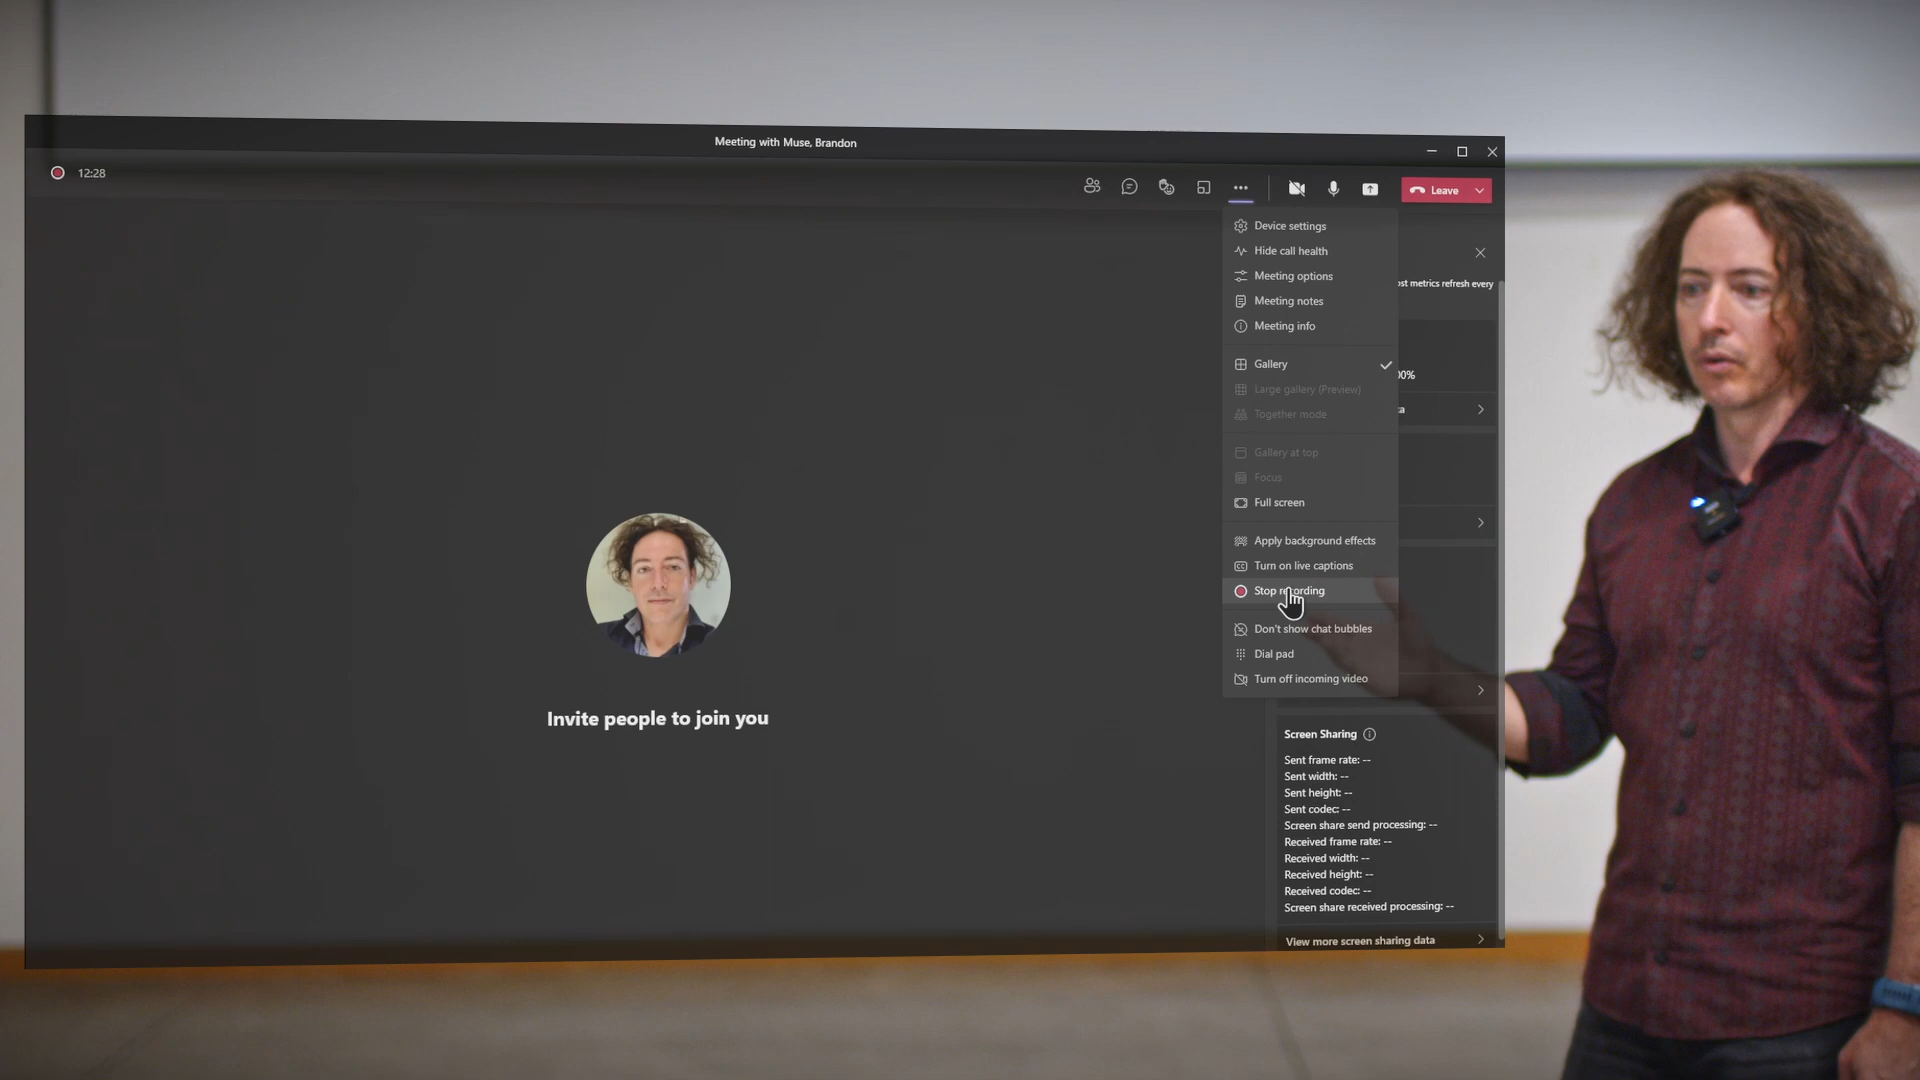 Meeting with Muse, Brandon
12:28
Leave
Device settings
Hide call health
Meeting options
Meeting notes
Meeting info
Gallery
Large gallery (Preview)
Together mode
Gallery at top
Focus
Full screen
Apply background effects
CC Turn on live captions
Stop recording
Don't show chat bubbles
Dial pad
Turn off incoming video
metrics refresh every
Invite people to join you
Screen Sharing
Sent frame rate: --
Sent width: --
Sent height: --
Sent codec: --
Screen share send processing: --
Received frame rate: --
Received width: --
Received height: --
Received codec: --
Screen share received processing: --
View more screen sharing data